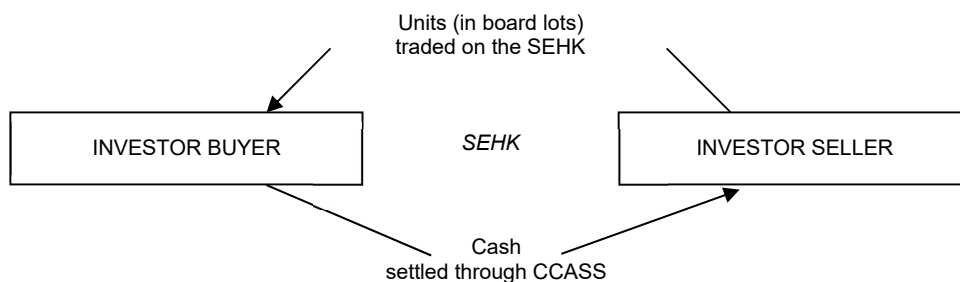 Units (in board lots)
traded on the SEHK
INVESTOR BUYER
SEHK
INVESTOR SELLER
Cash
settled through CCASS